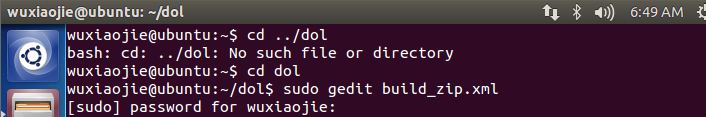 wuxiaojie@ubuntu: ~/dol
6:49 AM
wuxiaojie@ubuntu:~$ cd ../dol
bash: cd: ../dol: No such file or directory
wuxiaojie@ubuntu:~$ cd dol
wuxiaojie@ubuntu:~/dol$ sudo gedit build_zip.xml
[sudo] password for wuxiaojie: